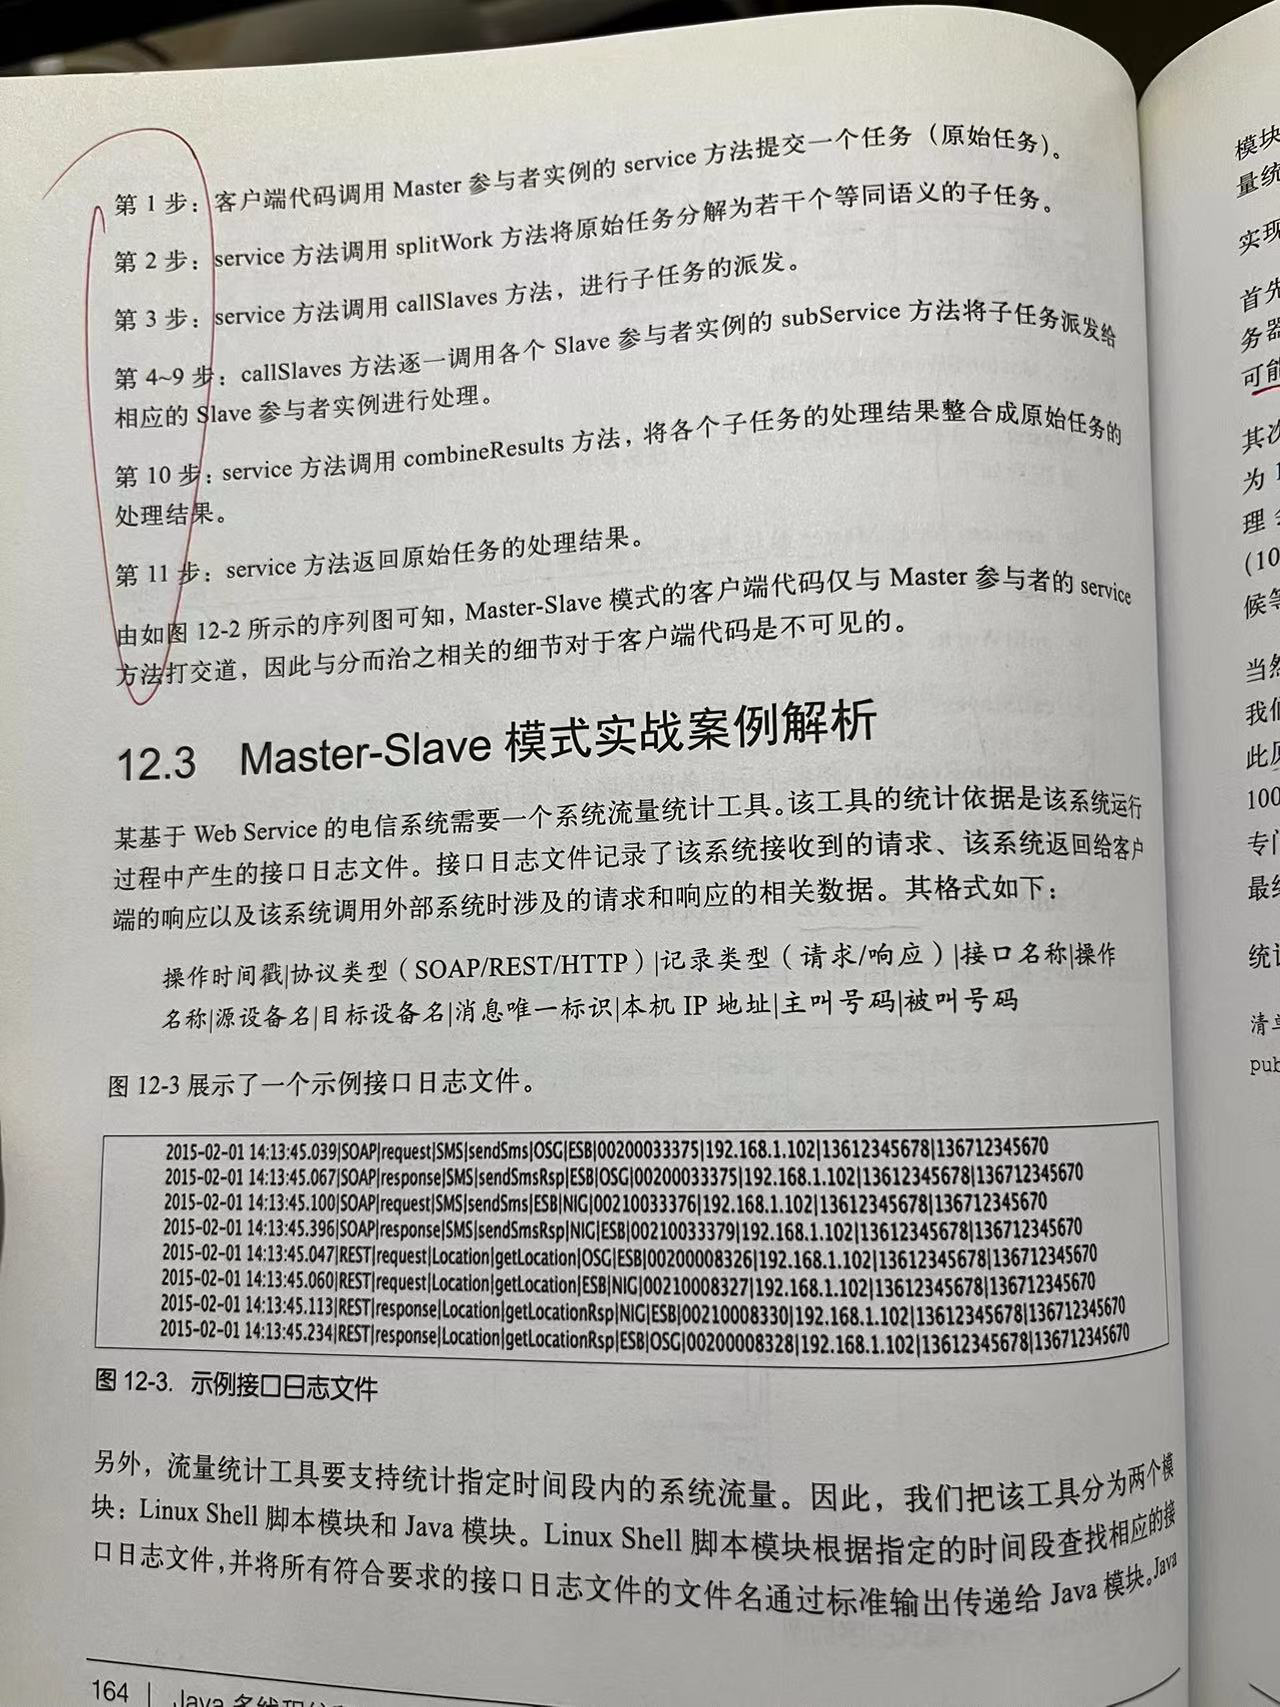 第 1 步：客户端代码调用 Master 参与者实例的 service 方法提交一个任务（原始任务）。
第 2 步：service 方法调用 splitWork 方法将原始任务分解为若干个等同语义的子任务。
第 3 步：service 方法调用 callSlaves 方法，进行子任务的派发。
第 4~9 步：callSlaves 方法逐一调用各个 Slave 参与者实例的 subService 方法将子任务派发给
相应的 Slave 参与者实例进行处理。
第 10 步：service 方法调用 combineResults 方法，将各个子任务的处理结果整合成原始任务的
处理结果。
第 11 步：service 方法返回原始任务的处理结果。
由如图 12-2 所示的序列图可知，Master-Slave 模式的客户端代码仅与 Master 参与者的 service
方法打交道，因此与分而治之相关的细节对于客户端代码是不可见的。
12.3 Master-Slave 模式实战案例解析
某基于 Web Service 的电信系统需要一个系统流量统计工具。该工具的统计依据是该系统运行
过程中产生的接口日志文件。接口日志文件记录了该系统接收到的请求、该系统返回给客户
端的响应以及该系统调用外部系统时涉及的请求和响应的相关数据。其格式如下：
操作时间戳|协议类型（SOAP/REST/HTTP）|记录类型（请求/响应）|接口名称|操作
名称|源设备名|目标设备名|消息唯一标识|本机 IP 地址|主叫号码|被叫号码
图 12-3 展示了一个示例接口日志文件。
2015-02-01 14:13:45.039|SOAP|request|SMS|sendSms|OSG|ESB|00200033375|192.168.1.102|13612345678|136712345670
2015-02-01 14:13:45.067|SOAP|response|SMS|sendSmsRsp|ESB|OSG|00200033375|192.168.1.102|13612345678|136712345670
2015-02-01 14:13:45.100|SOAP|request|SMS|sendSms|ESB|NIG|00210033376|192.168.1.102|13612345678|136712345670
2015-02-01 14:13:45.396|SOAP|response|SMS|sendSmsRsp|NIG|ESB|00210033379|192.168.1.102|13612345678|136712345670
2015-02-01 14:13:45.047|REST|request|Location|getLocation|OSG|ESB|00200008326|192.168.1.102|13612345678|136712345670
2015-02-01 14:13:45.060|REST|request|Location|getLocation|ESB|NIG|00210008327|192.168.1.102|13612345678|136712345670
2015-02-01 14:13:45.113|REST|response|Location|getLocationRsp|NIG|ESB|00210008330|192.168.1.102|13612345678|136712345670
2015-02-01 14:13:45.234|REST|response|Location|getLocationRsp|ESB|OSG|00200008328|192.168.1.102|13612345678|136712345670
图 12-3. 示例接口日志文件
另外，流量统计工具要支持统计指定时间段内的系统流量。因此，我们把该工具分为两个模
块：Linux Shell 脚本模块和 Java 模块。Linux Shell 脚本模块根据指定的时间段查找相应的接
口日志文件，并将所有符合要求的接口日志文件的文件名通过标准输出传递给 Java 模块。Java
164 | Java 多线程
模块
量统
实现
首先
务器
可能
其次
为 1
理
(10
候等
当然
我们
此原
100
专门
最终
统计
清单
pub